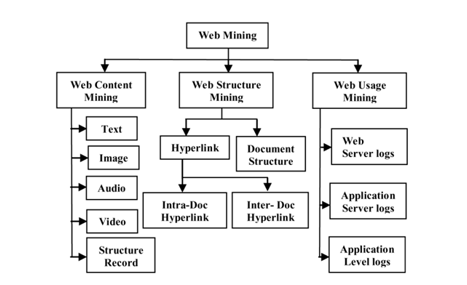 Web Mining
Web Content
Mining
Web Structure
Mining
Web Usage
Mining
Text
Image
Audio
Video
Structure
Record
Hyperlink
Document
Structure
Intra-Doc
Hyperlink
Inter- Doc
Hyperlink
Web
Server logs
Application
Server logs
Application
Level logs